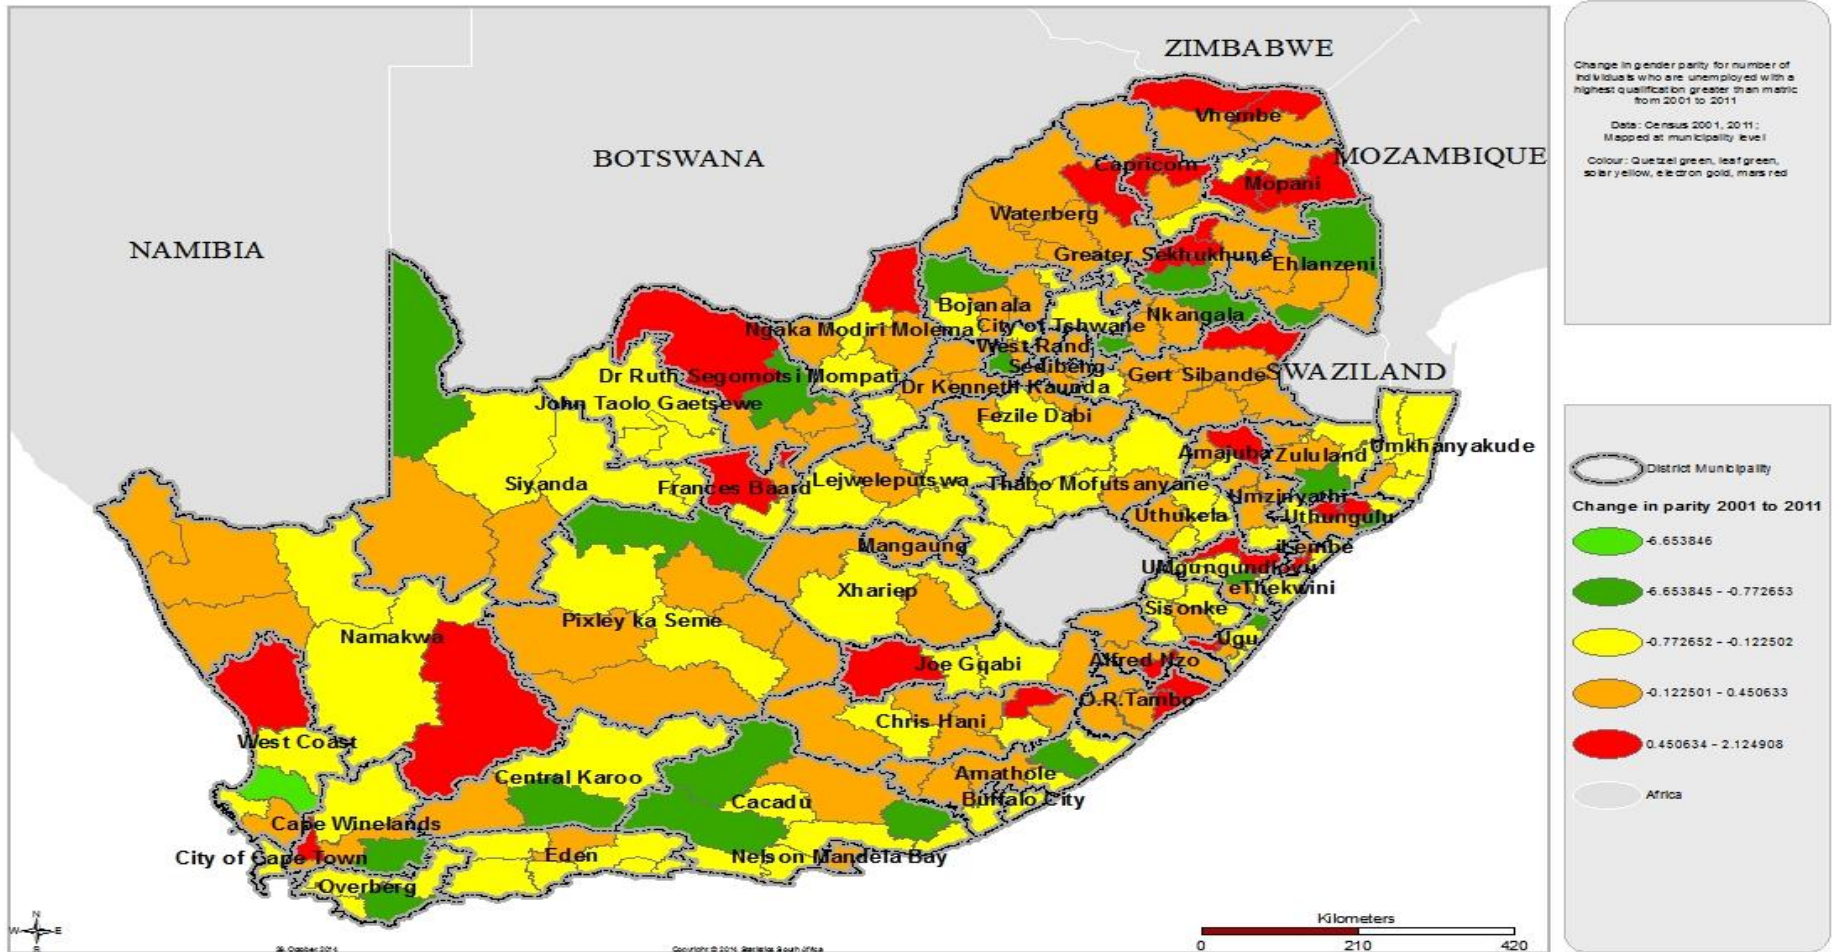 ZIMBABWE
BOTSWANA
MOZAMBIQUE
NAMIBIA
SWAZILAND
Vhembe
Capricorn
Mopani
Waterberg
Greater Sekhukhune
Ehlanzeni
Bojanala
Nkangala
Ngaka Modiri Molema
City of Tshwane
West Rand
Sedibeng
Gert Sibande
Dr Ruth Segomotsi Mompati
Dr Kenneth Kaunda
John Taolo Gaetsewe
Fezile Dabi
Umkhanyakude
Amajuba
Zululand
Siyanda
Frances Baard
Lejweleputswa
Thabo Mofutsanyane
Umzinyathi
Uthukela
Uthungulu
Mangaung
iLembe
UMgungundlovu
eThekwini
Xhariep
Sisonke
Pixley ka Seme
Namakwa
Ugu
Joe Gqabi
Alfred Nzo
O.R.Tambo
Chris Hani
West Coast
Central Karoo
Amathole
Cacadu
Buffalo City
Cape Winelands
City of Cape Town
Eden
Nelson Mandela Bay
Overberg
N
W
E
S
Copyright © 2014 Statistics South Africa
Kilometers
0 210 420
Change in gender parity for number of
individuals who are unemployed with a
highest qualification greater than matric
from 2001 to 2011
Data: Census 2001, 2011;
Mapped at municipality level
Colour: Quetzel green, leaf green,
solar yellow, electron gold, mars red
District Municipality
Change in parity 2001 to 2011
-6.653846
-6.653845 - -0.772653
-0.772652 - -0.122502
-0.122501 - 0.450633
0.450634 - 2.124908
Africa